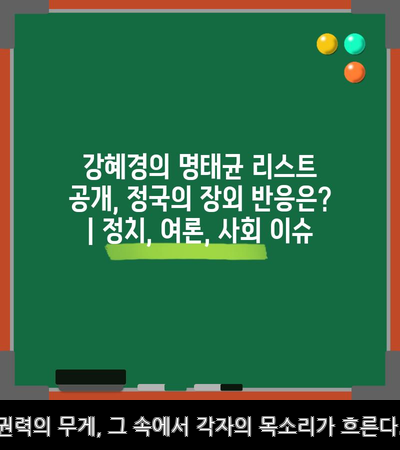 강혜경의 명태균 리스트
공개, 정국의 장외 반응은?
| 정치, 여론, 사회 이슈
권력의 무게, 그 속에서 각자의 목소리가 흐른다.